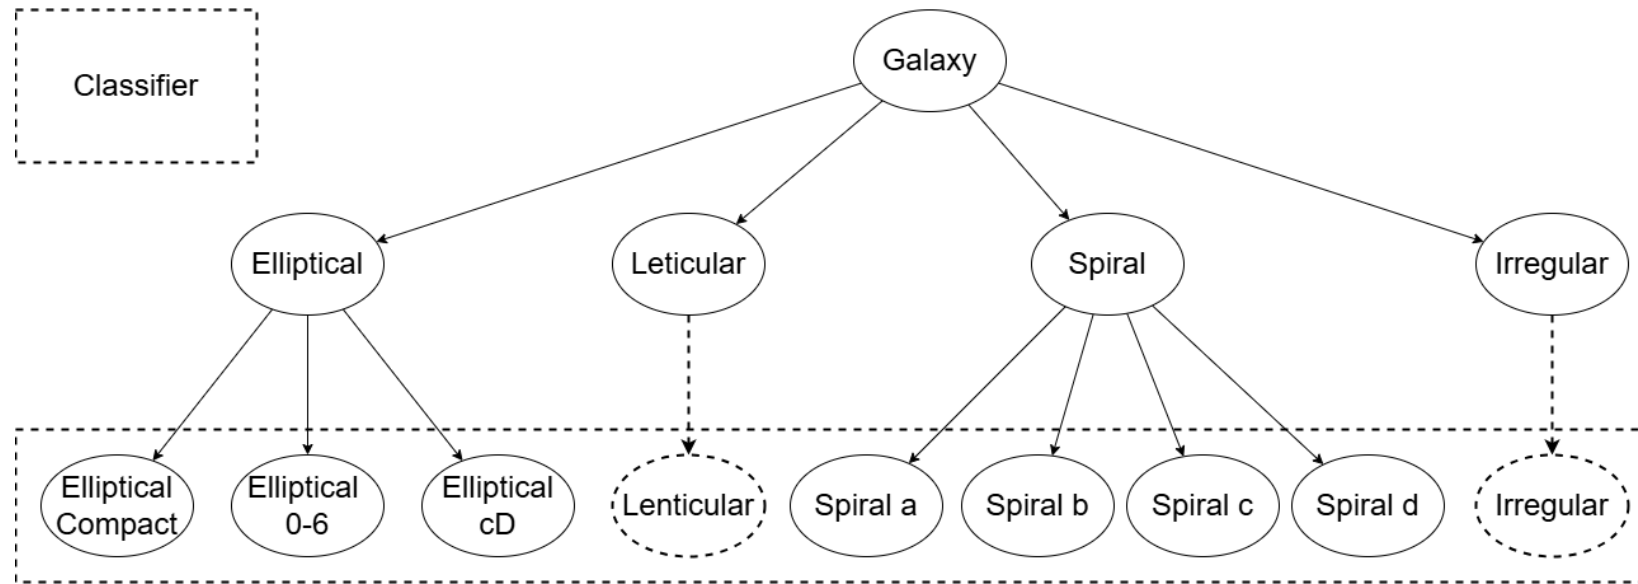 Classifier
Galaxy
Elliptical
Leticular
Spiral
Irregular
Elliptical
Compact
Elliptical
0-6
Elliptical
cD
Lenticular
Spiral a
Spiral b
Spiral c
Spiral d
Irregular